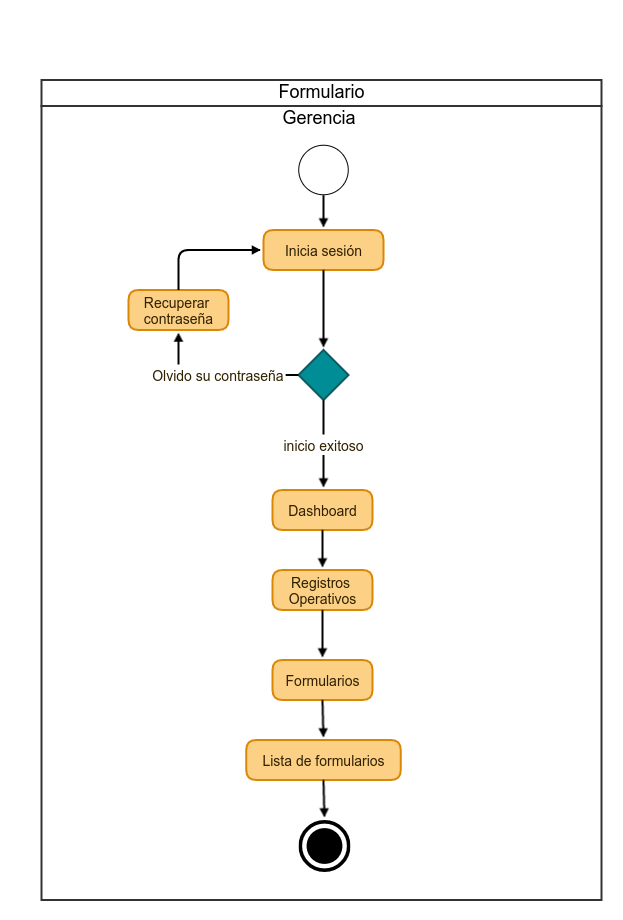 Formulario
Gerencia
Inicia sesión
Recuperar
contraseña
Olvido su contraseña
inicio exitoso
Dashboard
Registros
Operativos
Formularios
Lista de formularios